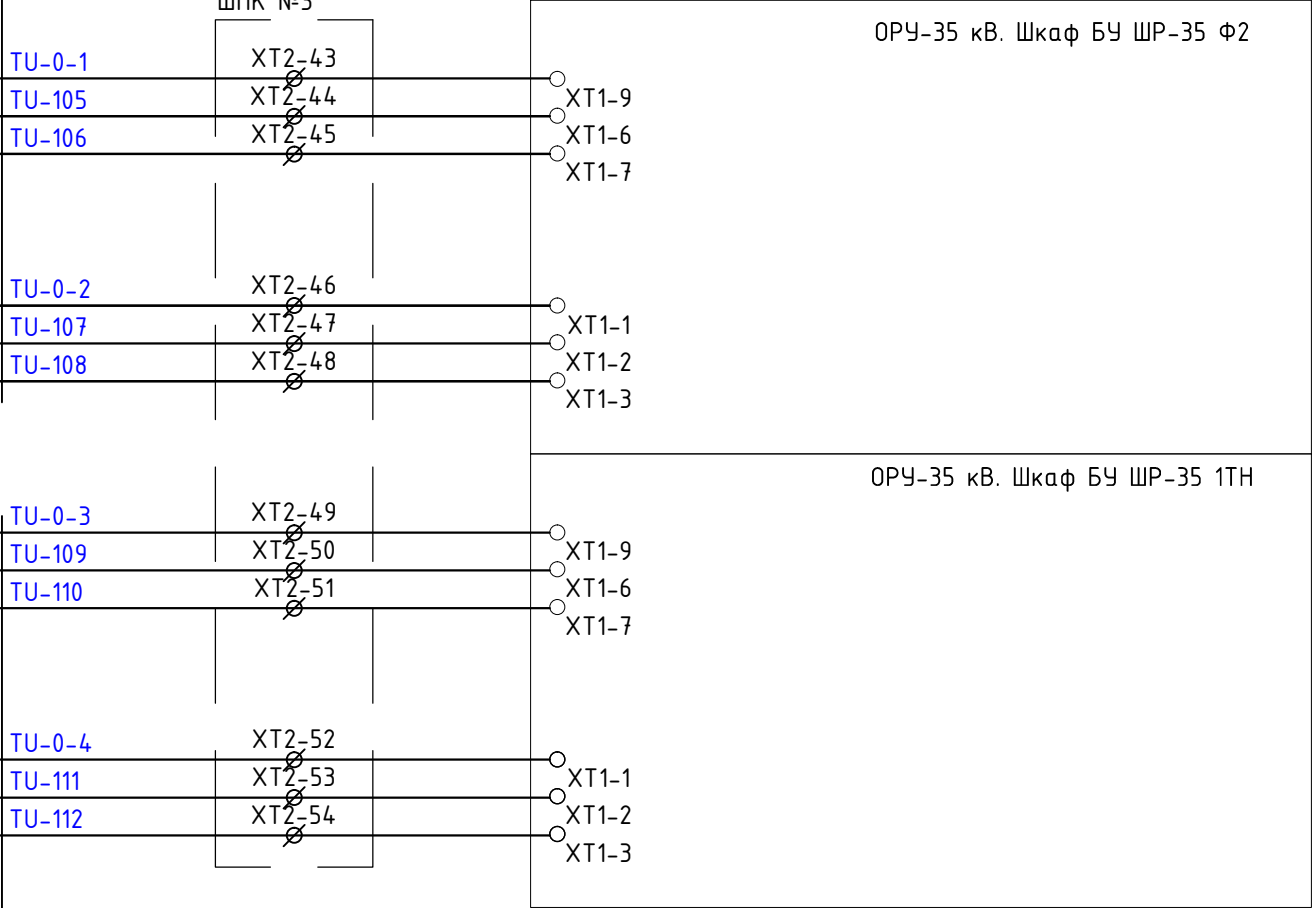 ШПК №3
ОРУ-35 кВ. Шкаф БУ ШР-35 Ф2
TU-0-1
XT2-43
TU-105
XT2-44
XT1-9
TU-106
XT2-45
XT1-6
XT1-7
TU-0-2
XT2-46
TU-107
XT2-47
XT1-1
TU-108
XT2-48
XT1-2
XT1-3
ОРУ-35 кВ. Шкаф БУ ШР-35 1ТН
TU-0-3
XT2-49
TU-109
XT2-50
XT1-9
TU-110
XT2-51
XT1-6
XT1-7
TU-0-4
XT2-52
TU-111
XT2-53
XT1-1
TU-112
XT2-54
XT1-2
XT1-3